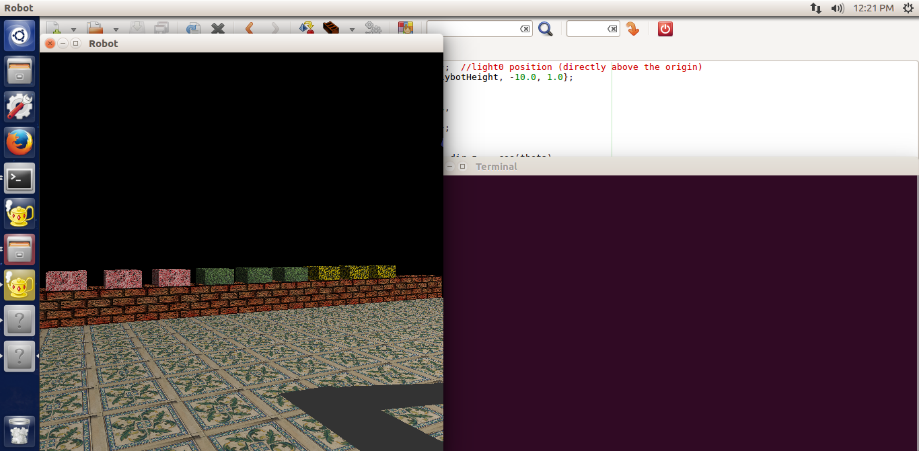 Robot
12:21 PM
Robot
; //light0 position (directly above the origin)
ybotHeight, -10.0, 1.0};
,
;
Terminal